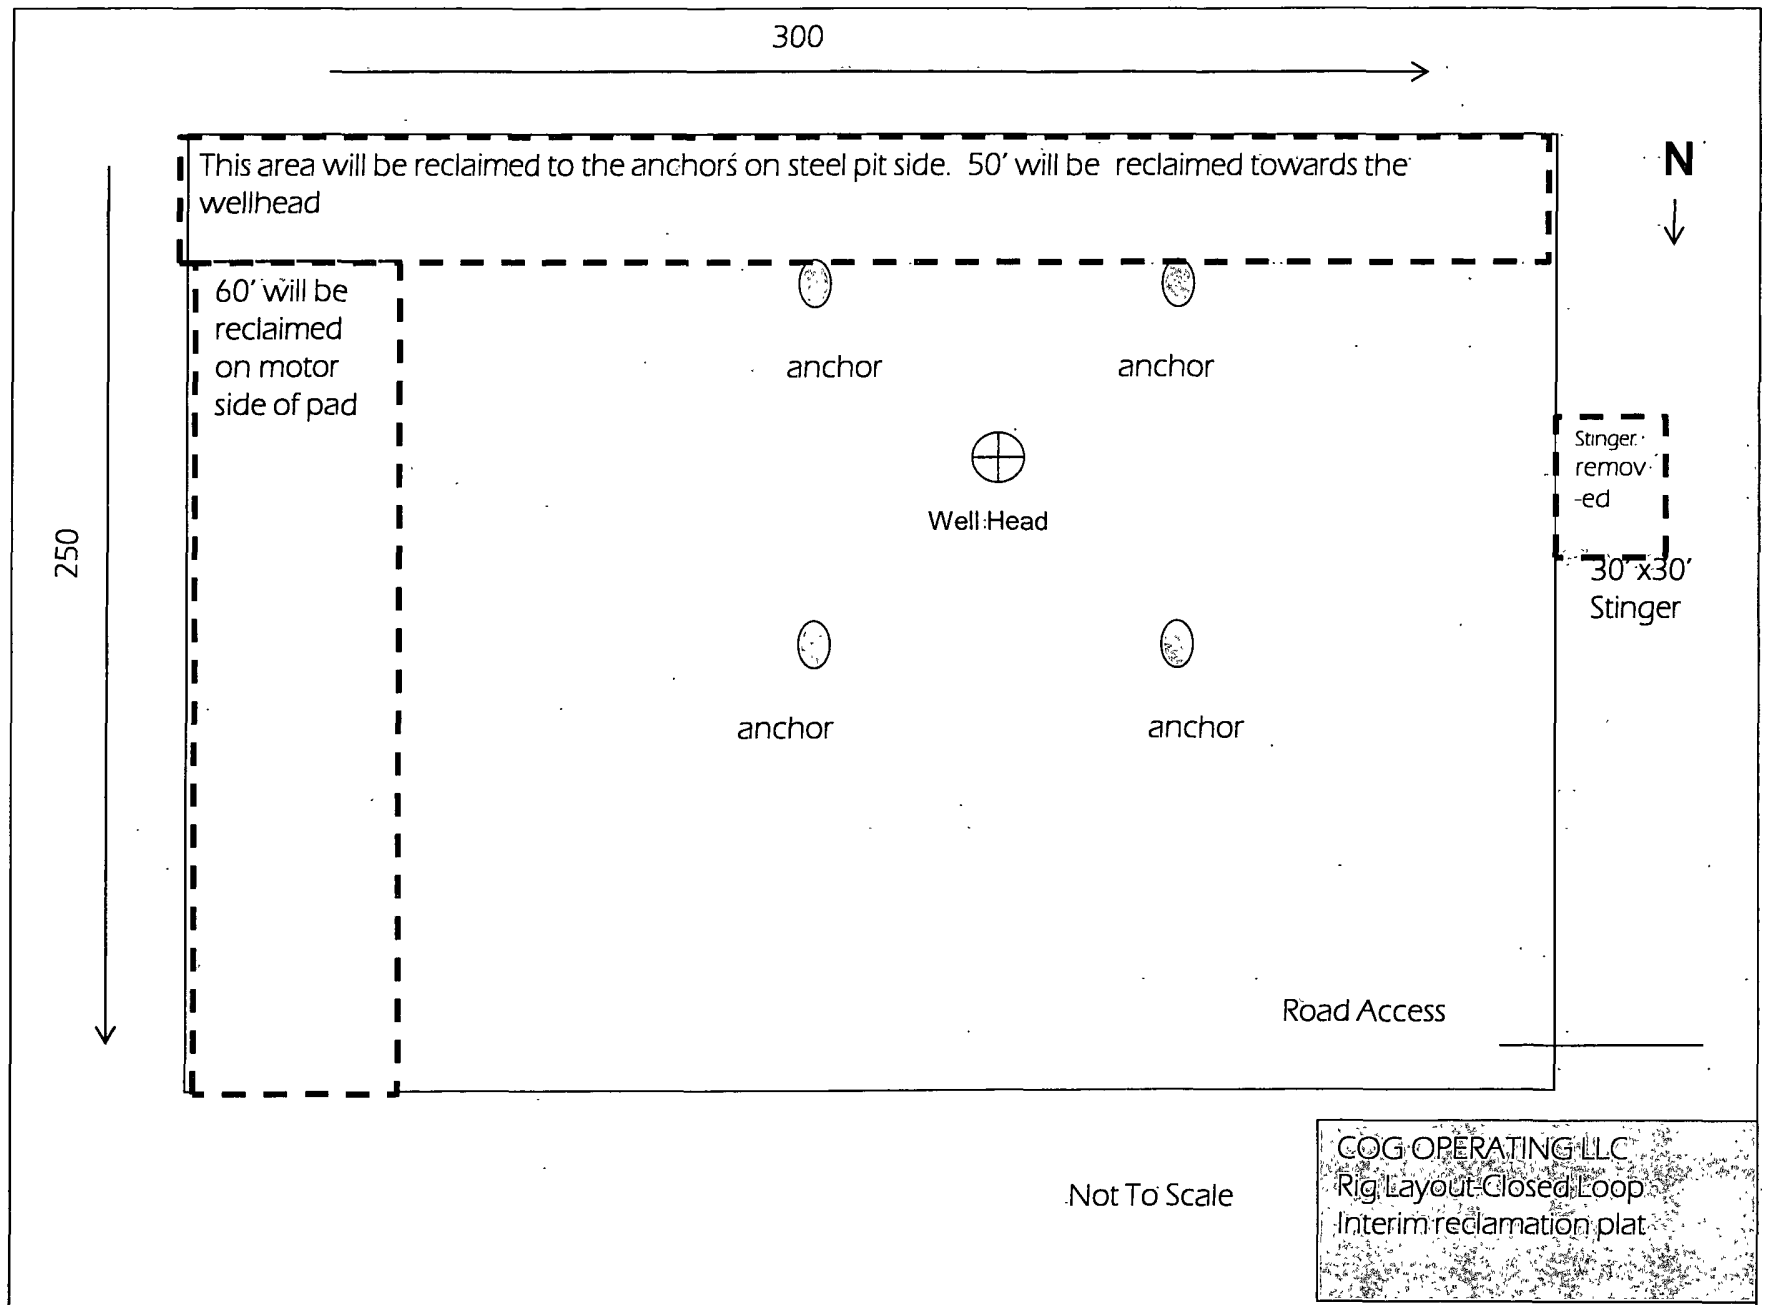 300
This area will be reclaimed to the anchors on steel pit side. 50' will be reclaimed towards the
wellhead
N
60' will be
reclaimed
on motor
side of pad
anchor
anchor
Stinger
remov
-ed
Well Head
250
30' x30'
Stinger
anchor
anchor
Road Access
Not To Scale
COG OPERATING LLC
Rig Layout-Closed Loop
Interim reclamation plat